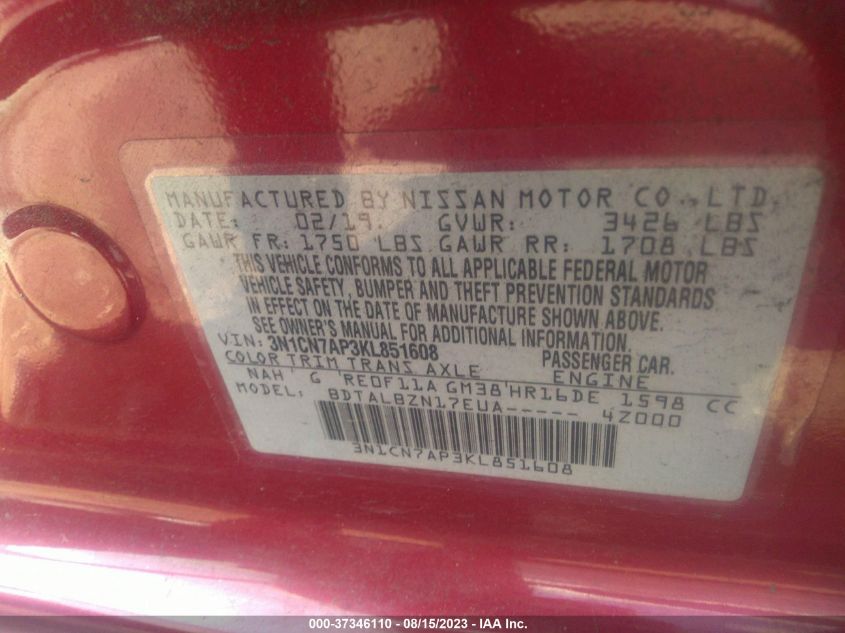 MANUFACTURED BY NISSAN MOTOR CO., LTD.
DATE: 02/19. GVWR: 3426 LBS
GAWR FR: 1750 LBS GAWR RR: 1708 LBS
THIS VEHICLE CONFORMS TO ALL APPLICABLE FEDERAL MOTOR
VEHICLE SAFETY, BUMPER AND THEFT PREVENTION STANDARDS
IN EFFECT ON THE DATE OF MANUFACTURE SHOWN ABOVE.
SEE OWNER'S MANUAL FOR ADDITIONAL INFORMATION.
VIN: 3N1CN7AP3KL851608 PASSENGER CAR.
COLOR TRIM TRANS AXLE ENGINE
NAH G RE0F11A GM38 HR16DE 1598 CC
MODEL: BDTALBZN17EUA----- 4Z000
3N1CN7AP3KL851608
000-37346110 - 08/15/2023 - IAA Inc.